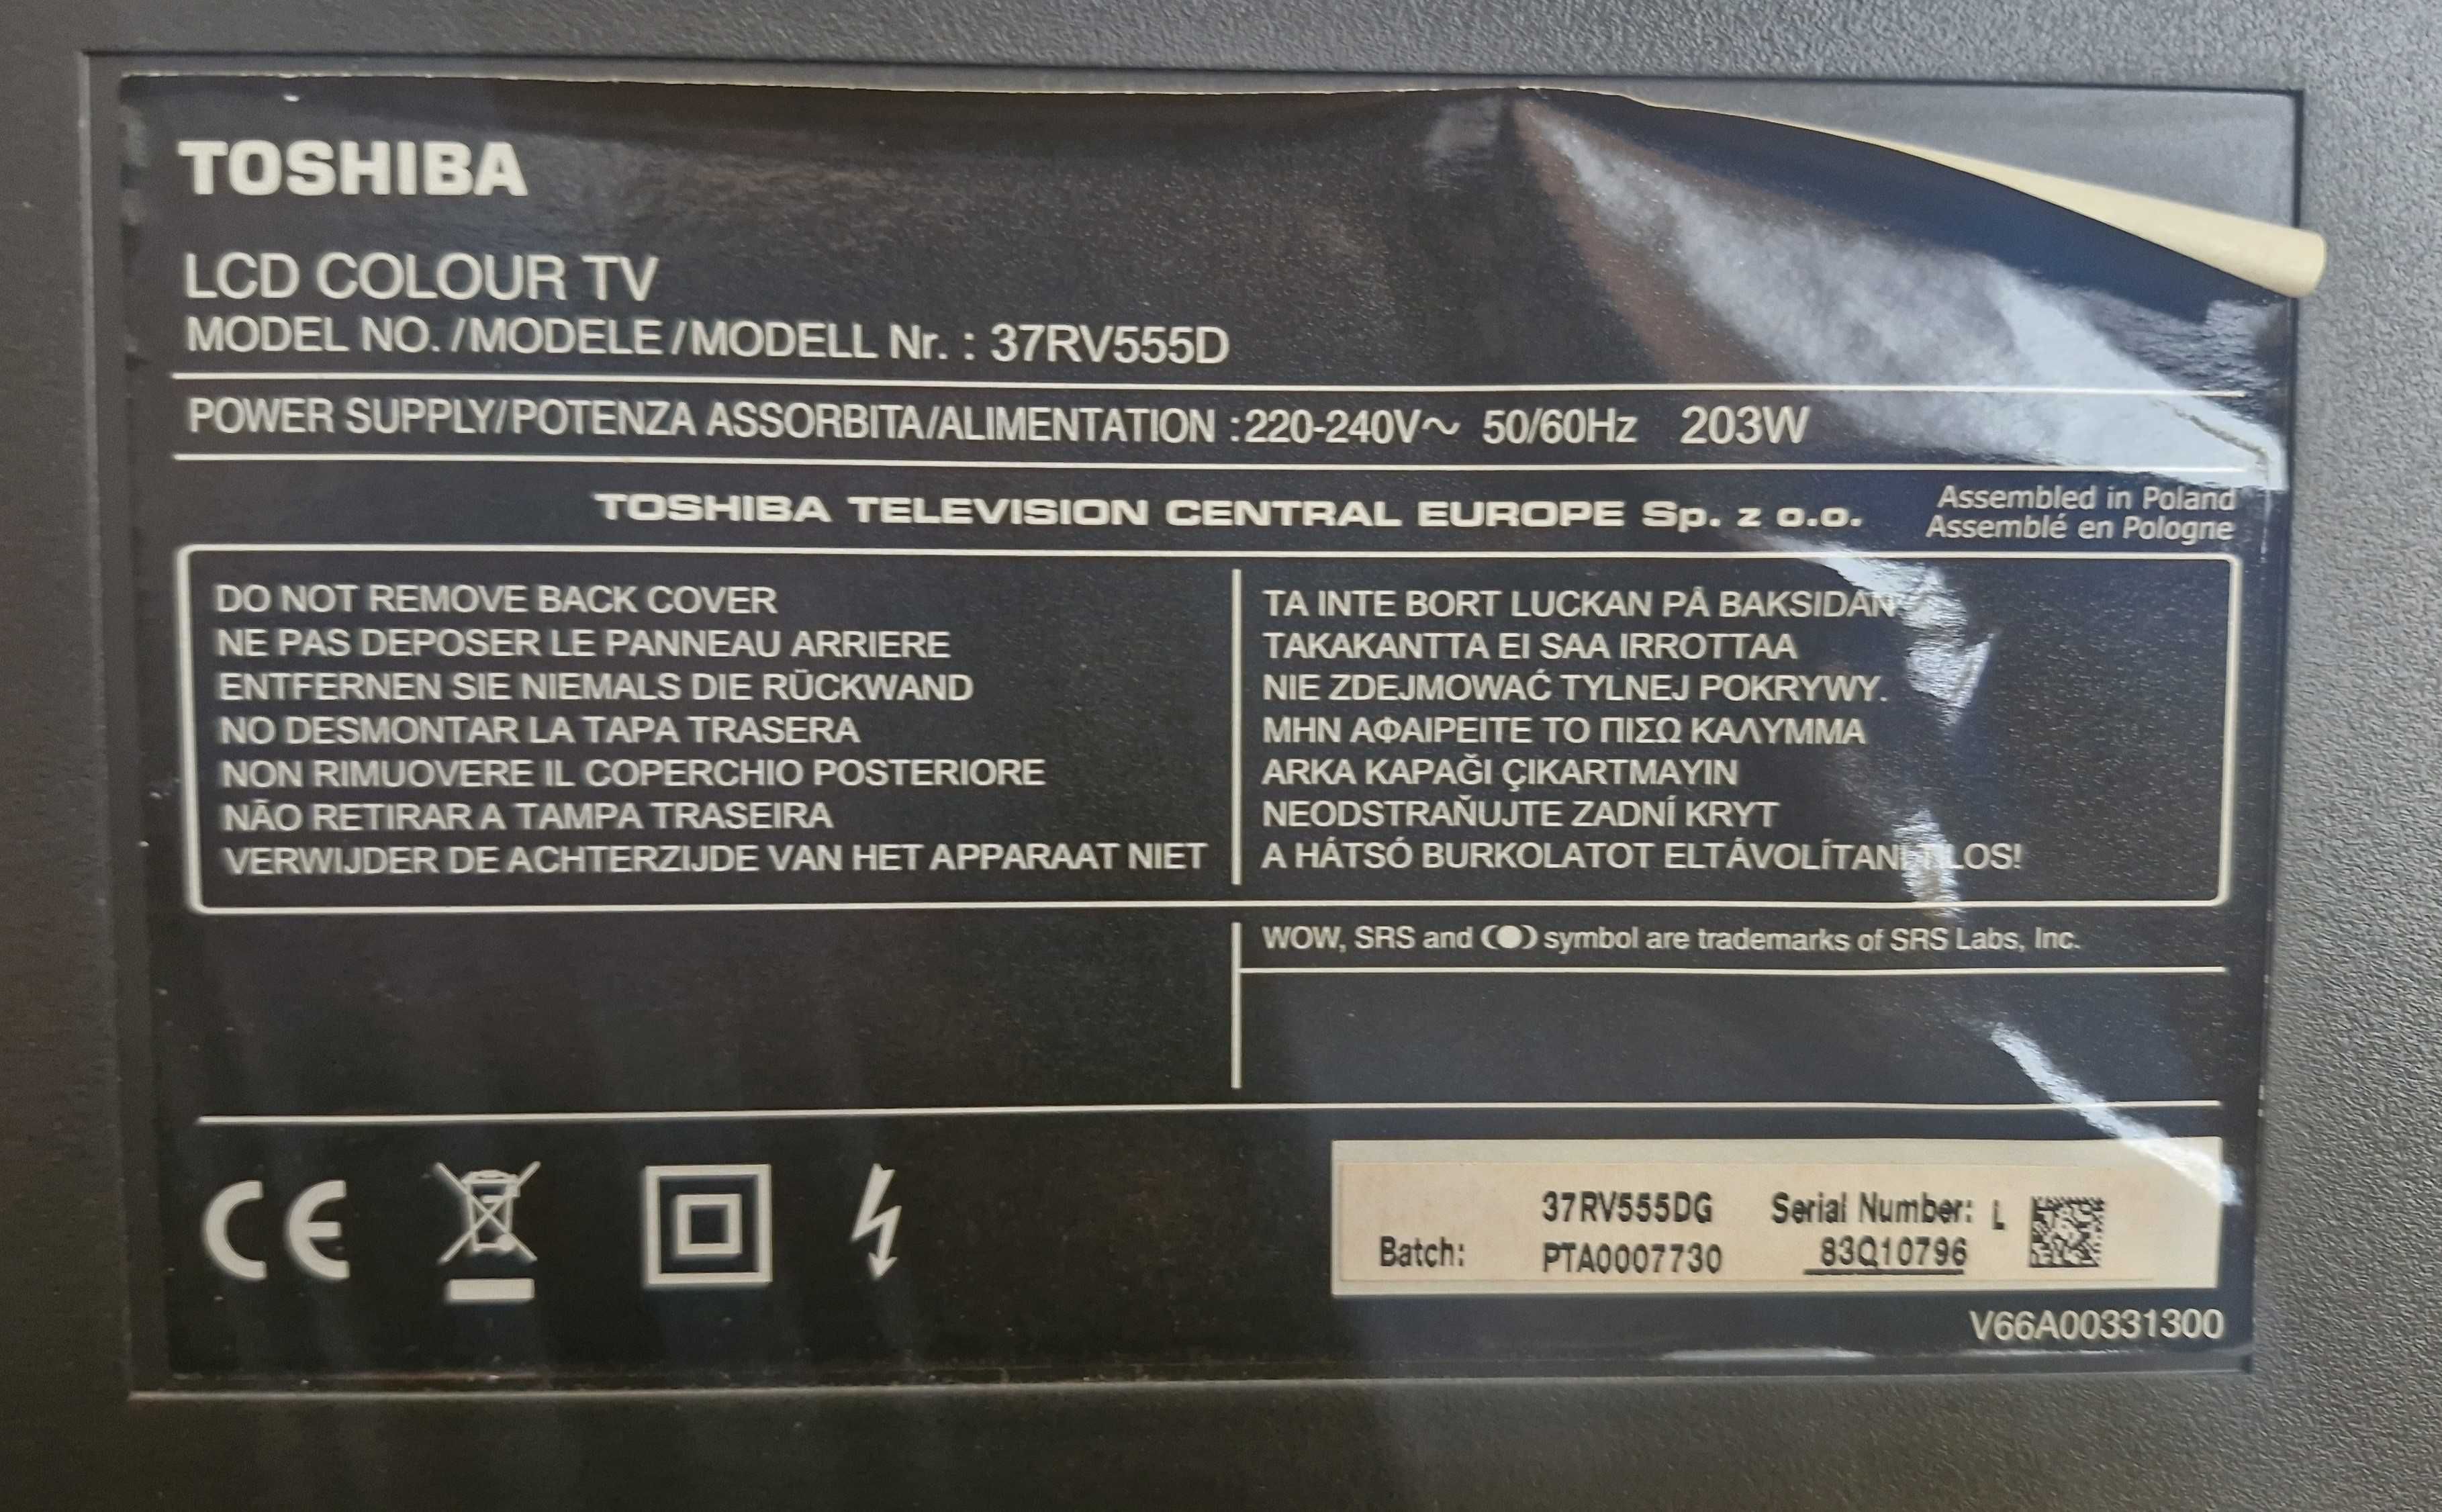 TOSHIBA
LCD COLOUR TV
MODEL NO. /MODELE /MODELL Nr. : 37RV555D
POWER SUPPLY/POTENZA ASSORBITA/ALIMENTATION :220-240V~ 50/60Hz 203W
TOSHIBA TELEVISION CENTRAL EUROPE Sp. z o.o.
Assembled in Poland
Assemblé en Pologne
DO NOT REMOVE BACK COVER
NE PAS DEPOSER LE PANNEAU ARRIERE
ENTFERNEN SIE NIEMALS DIE RÜCKWAND
NO DESMONTAR LA TAPA TRASERA
NON RIMUOVERE IL COPERCHIO POSTERIORE
NÃO RETIRAR A TAMPA TRASEIRA
VERWIJDER DE ACHTERZIJDE VAN HET APPARAAT NIET
TA INTE BORT LUCKAN PÅ BAKSIDAN
TAKAKANTTA EI SAA IRROTTAA
NIE ZDEJMOWAĆ TYLNEJ POKRYWY.
ΜΗΝ ΑΦΑΙΡΕΙΤΕ ΤΟ ΠΙΣΩ ΚΑΛΥΜΜΑ
ARKA KAPAĞI ÇIKARTMAYIN
NEODSTRAŇUJTE ZADNÍ KRYT
A HÁTSÓ BURKOLATOT ELTÁVOLÍTANI TILOS!
WOW, SRS and (●) symbol are trademarks of SRS Labs, Inc.
CE
37RV555DG Serial Number: L
Batch: PTA0007730 83Q10796
V66A00331300